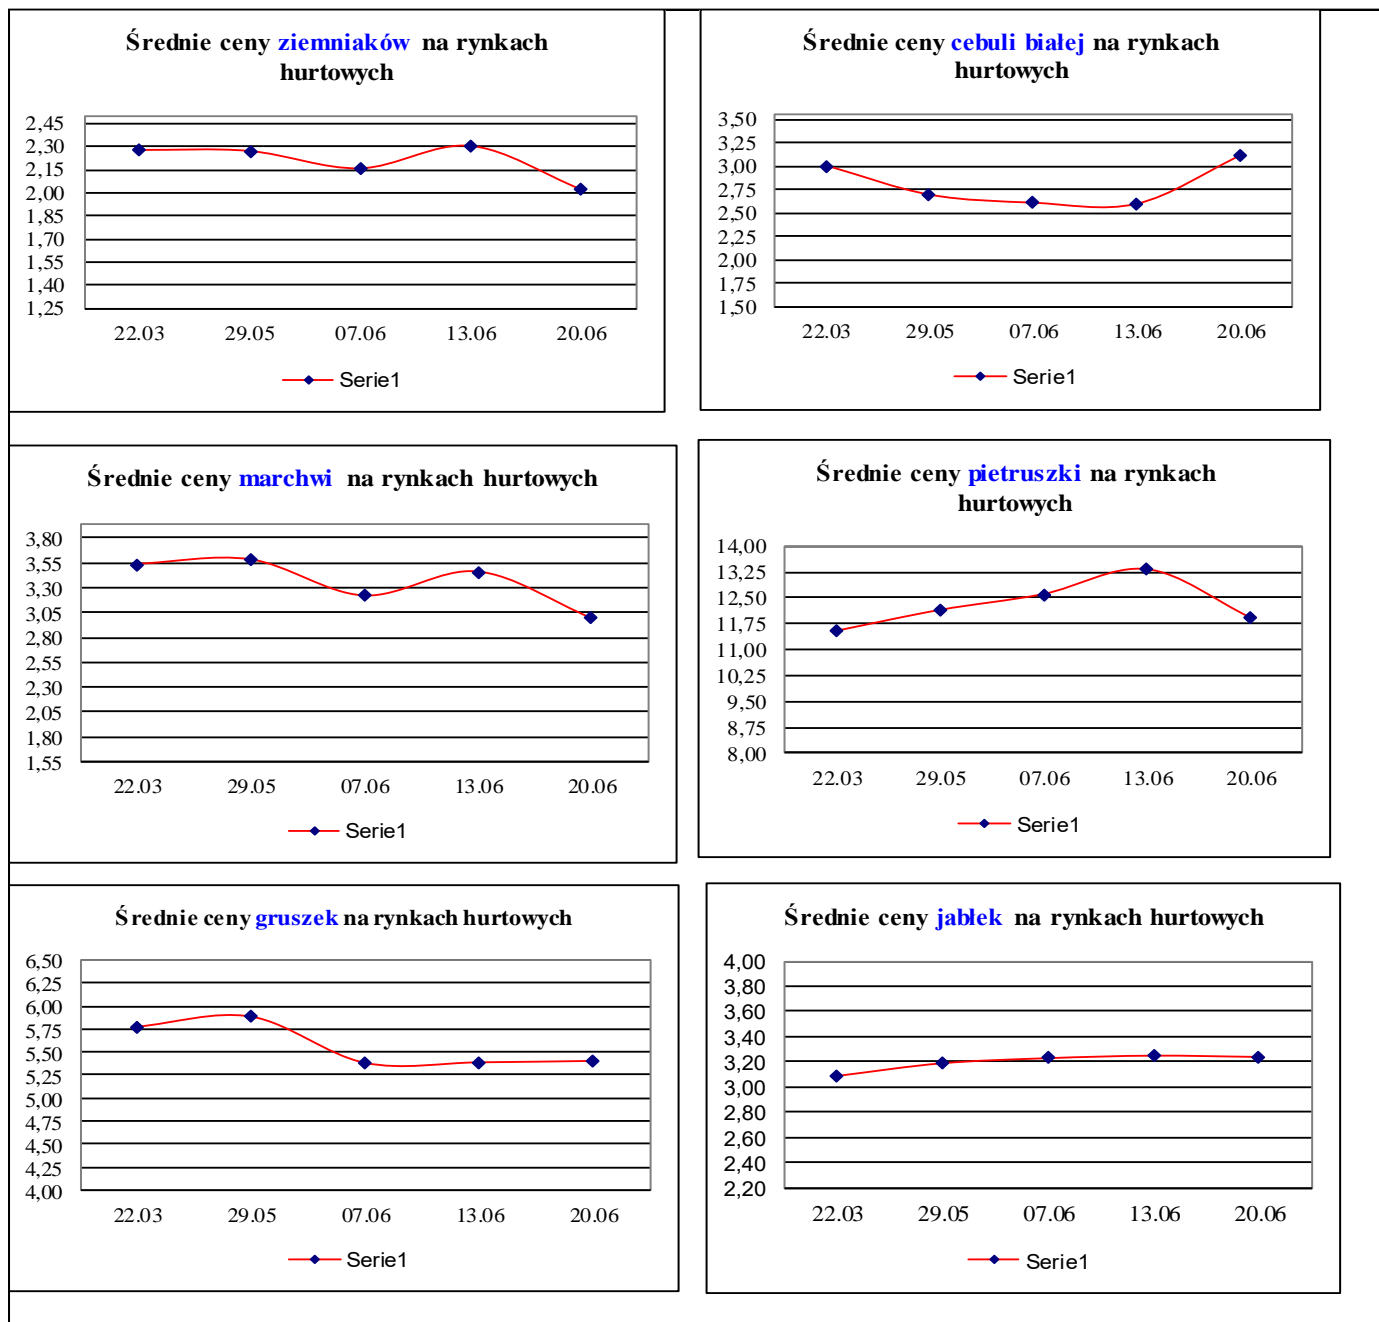 Średnie ceny ziemniaków na rynkach
hurtowych
2,45
2,30
2,15
2,00
1,85
1,70
1,55
1,40
1,25
22.03 29.05 07.06 13.06 20.06
Serie1
Średnie ceny cebuli białej na rynkach
hurtowych
3,50
3,25
3,00
2,75
2,50
2,25
2,00
1,75
1,50
22.03 29.05 07.06 13.06 20.06
Serie1
Średnie ceny marchwi na rynkach hurtowych
3,80
3,55
3,30
3,05
2,80
2,55
2,30
2,05
1,80
1,55
22.03 29.05 07.06 13.06 20.06
Serie1
Średnie ceny pietruszki na rynkach
hurtowych
14,00
13,25
12,50
11,75
11,00
10,25
9,50
8,75
8,00
22.03 29.05 07.06 13.06 20.06
Serie1
Średnie ceny gruszek na rynkach hurtowych
6,50
6,25
6,00
5,75
5,50
5,25
5,00
4,75
4,50
4,25
4,00
22.03 29.05 07.06 13.06 20.06
Serie1
Średnie ceny jabłek na rynkach hurtowych
4,00
3,80
3,60
3,40
3,20
3,00
2,80
2,60
2,40
2,20
22.03 29.05 07.06 13.06 20.06
Serie1